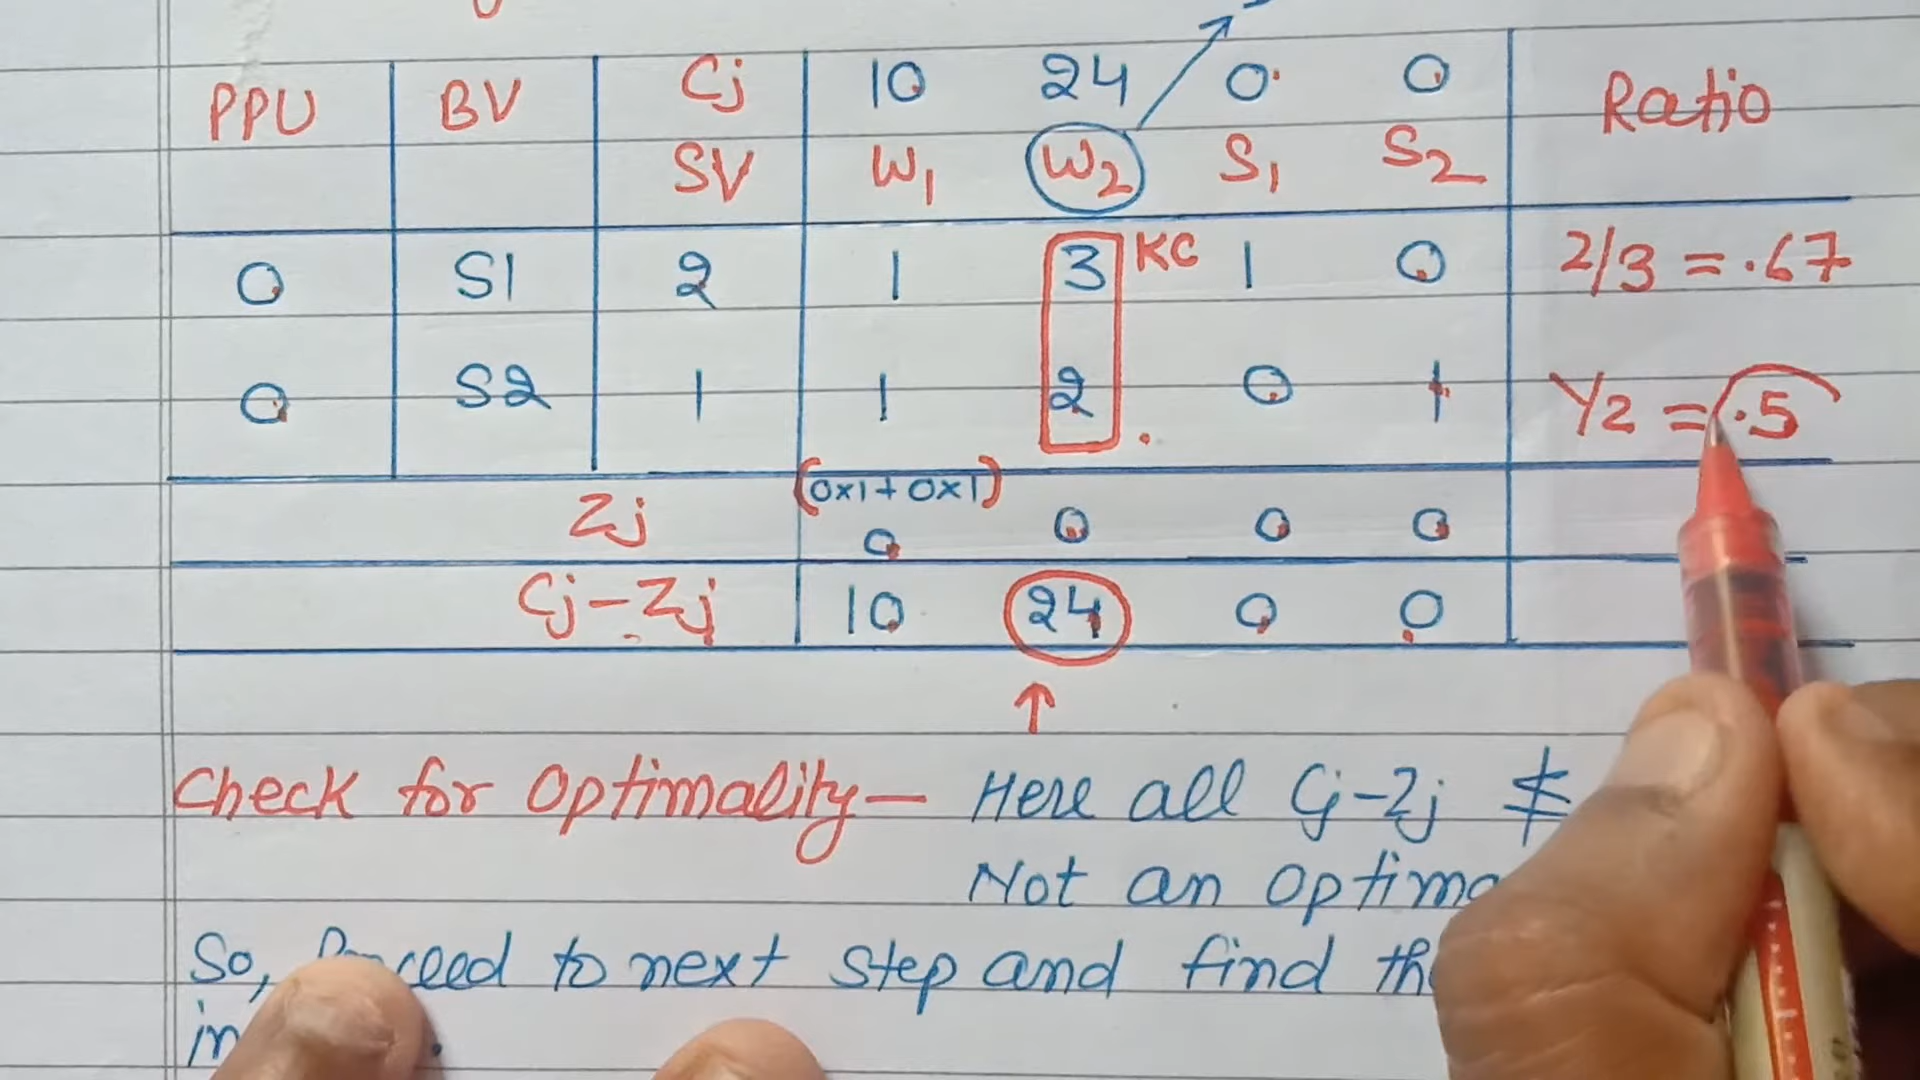 PPU BV Cj 10 24 0 0 Ratio
SV W1 W2 S1 S2
0 S1 2 1 3 KC 1 0 2/3 = .67
0 S2 1 1 2 0 1 1/2 = .5
(0x1+0x1)
Zj 0 0 0 0
Cj-Zj 10 24 0 0
↑
Check for Optimality— Here all Cj-Zj ≰
Not an
So, Proceed to next step and find